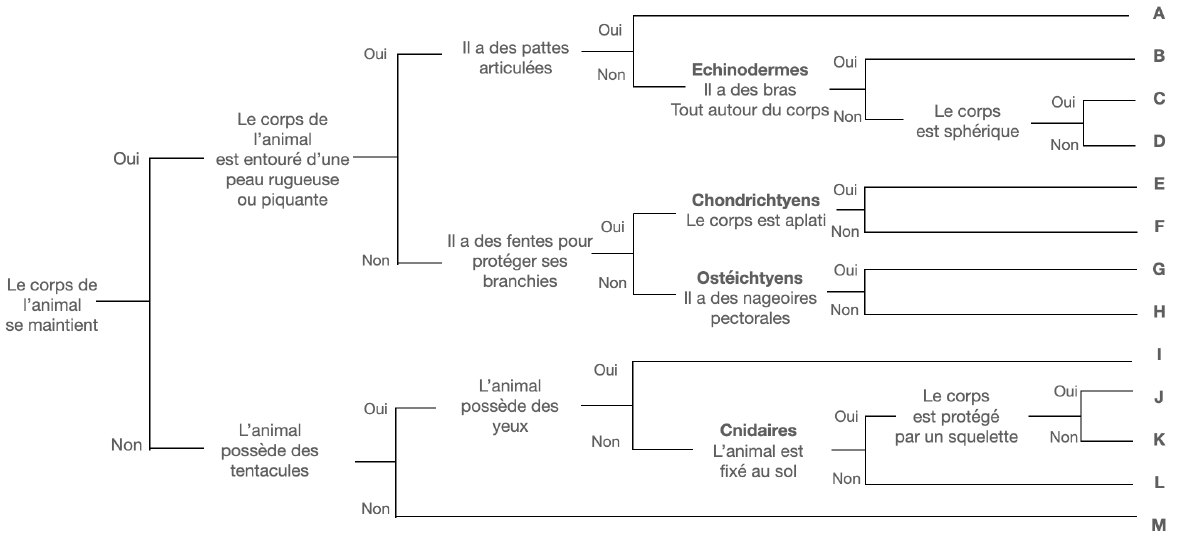 Le corps de
l'animal
se maintient
Oui
Non
Le corps de
l'animal
est entouré d'une
peau rugueuse
ou piquante
Oui
Non
Il a des pattes
articulées
Oui
Non
A
Echinodermes
Il a des bras
Tout autour du corps
Oui
Non
B
Le corps
est sphérique
Oui
Non
C
D
Il a des fentes pour
protéger ses
branchies
Oui
Non
Chondrichtyens
Le corps est aplati
Oui
Non
E
F
Ostéichtyens
Il a des nageoires
pectorales
Oui
Non
G
H
L'animal
possède des
tentacules
Oui
Non
L'animal
possède des
yeux
Oui
Non
I
Cnidaires
L'animal est
fixé au sol
Oui
Non
Le corps
est protégé
par un squelette
Oui
Non
J
K
L
M